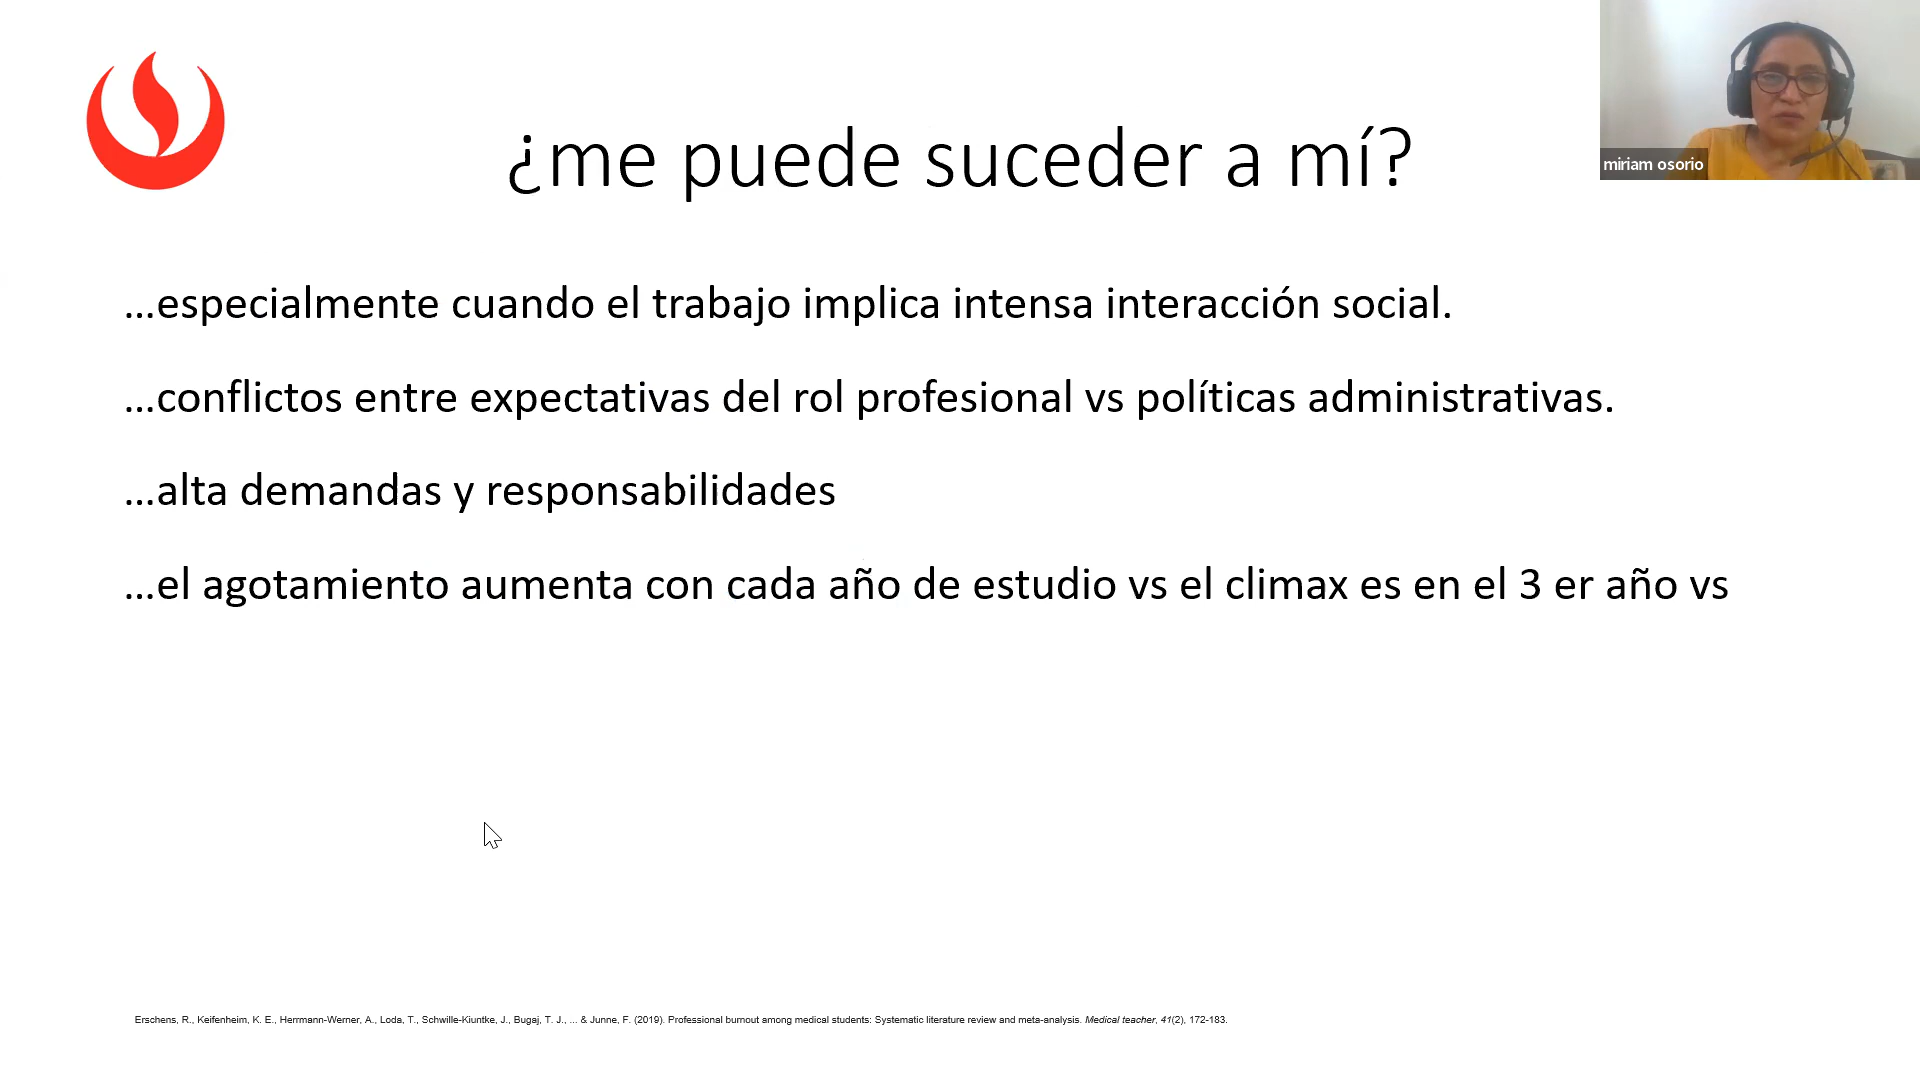 ¿me puede suceder a mí?
miriam osorio
...especialmente cuando el trabajo implica intensa interacción social.
...conflictos entre expectativas del rol profesional vs políticas administrativas.
...alta demandas y responsabilidades
...el agotamiento aumenta con cada año de estudio vs el climax es en el 3 er año vs
Erschens, R., Keifenheim, K. E., Herrmann-Werner, A., Loda, T., Schwille-Kiuntke, J., Bugaj, T. J., ... & Junne, F. (2019). Professional burnout among medical students: Systematic literature review and meta-analysis. Medical teacher, 41(2), 172-183.